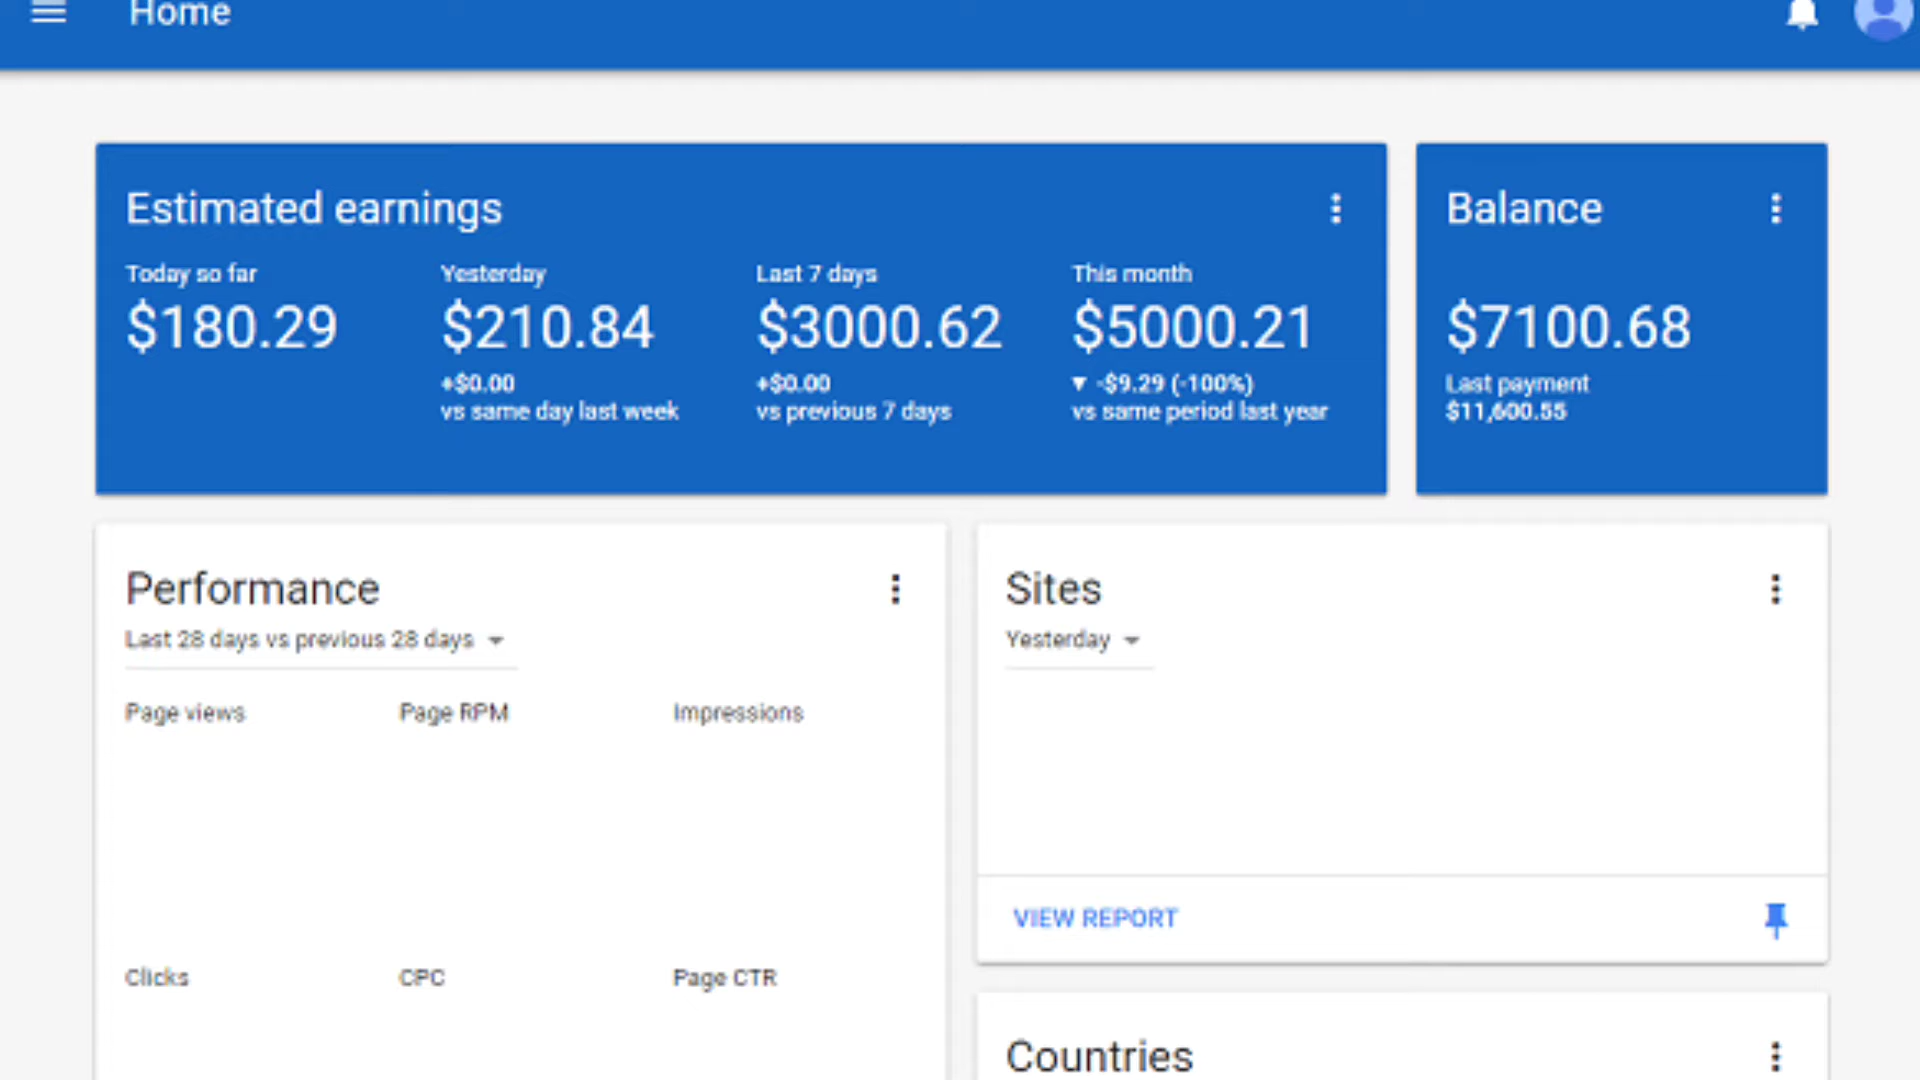 Home
Estimated earnings
Today so far
$180.29
Yesterday
$210.84
+$0.00
vs same day last week
Last 7 days
$3000.62
+$0.00
vs previous 7 days
This month
$5000.21
▼ -$9.29 (-100%)
vs same period last year
Balance
$7100.68
Last payment
$11,600.55
Performance
Last 28 days vs previous 28 days
Page views
Page RPM
Impressions
Clicks
CPC
Page CTR
Sites
Yesterday
VIEW REPORT
Countries